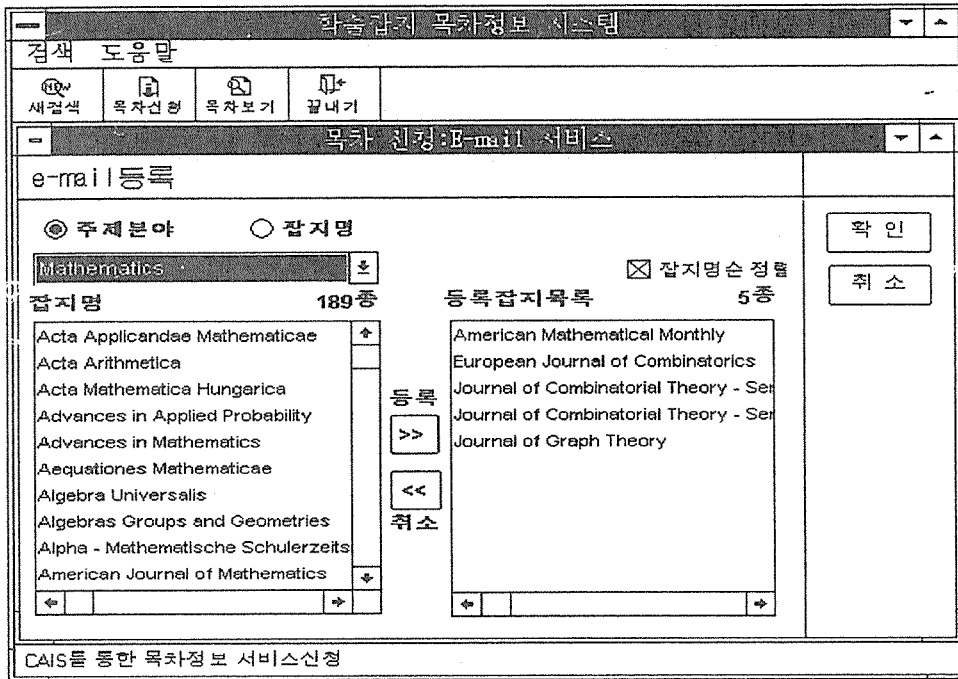 학술잡지 목차정보 시스템
검색 도움말
NEW
새검색 목차신청 목차보기 끝내기
목차 신청:E-mail 서비스
e-mail등록
주제분야 잡지명
확 인
Mathematics
잡지명순 정렬
취 소
잡지명 189종
등록잡지목록 5종
Acta Applicandae Mathematicae
Acta Arithmetica
Acta Mathematica Hungarica
Advances in Applied Probability
Advances in Mathematics
Aequationes Mathematicae
Algebra Universalis
Algebras Groups and Geometries
Alpha - Mathematische Schulerzeits
American Journal of Mathematics
등록
>>
<<
취소
American Mathematical Monthly
European Journal of Combinatorics
Journal of Combinatorial Theory - Ser
Journal of Combinatorial Theory - Ser
Journal of Graph Theory
CAIS를 통한 목차정보 서비스신청